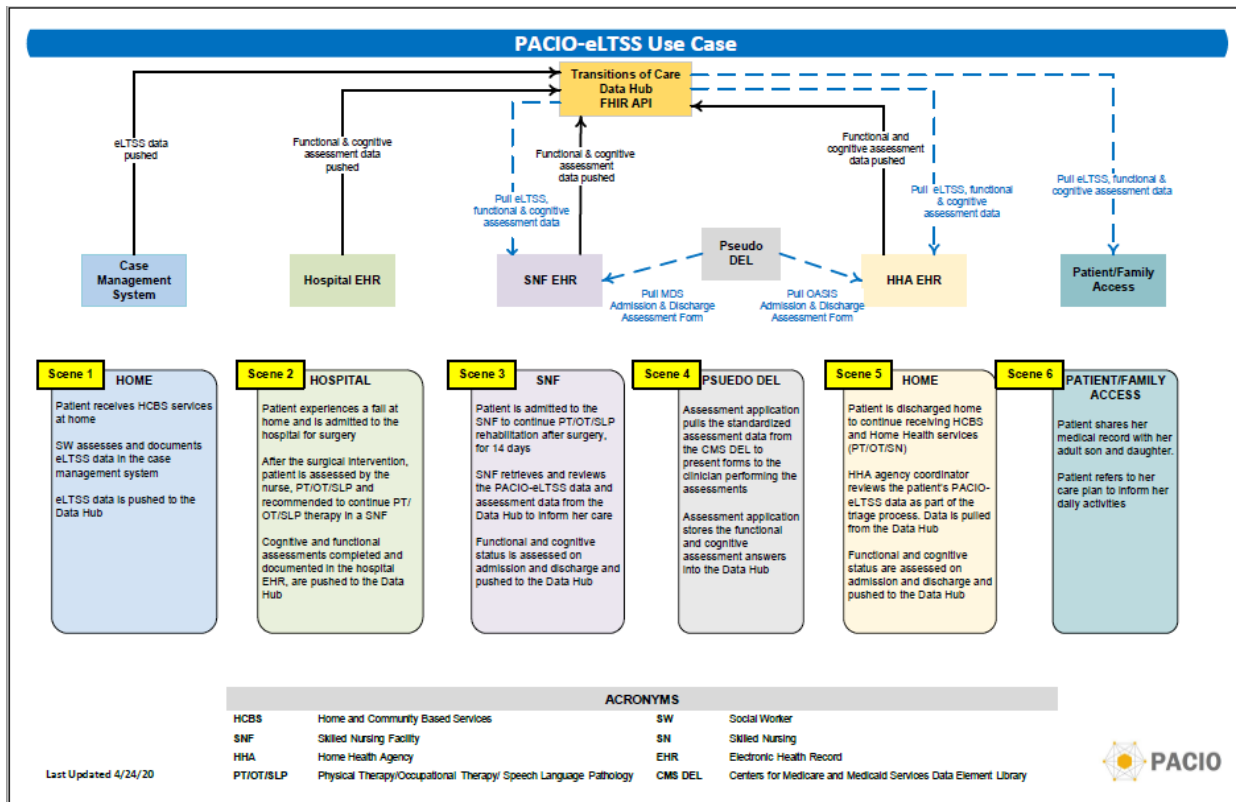 PACIO-eLTSS Use Case
Transitions of Care
Data Hub
FHIR API
eLTSS data
pushed
Functional & cognitive
assessment data
pushed
Functional & cognitive
assessment
data pushed
Functional and
cognitive assessment
data pushed
Pull eLTSS,
functional & cognitive
assessment data
Pull eLTSS, functional
& cognitive
assessment data
Pull eLTSS, functional &
cognitive assessment data
Case
Management
System
Hospital EHR
SNF EHR
Pseudo
DEL
HHA EHR
Patient/Family
Access
Pull MDS
Admission & Discharge
Assessment Form
Pull OASIS
Admission & Discharge
Assessment Form
Scene 1
HOME
Patient receives HCBS services
at home
SW assesses and documents
eLTSS data in the case
management system
eLTSS data is pushed to the
Data Hub
Scene 2
HOSPITAL
Patient experiences a fall at
home and is admitted to the
hospital for surgery
After the surgical intervention,
patient is assessed by the
nurse, PT/OT/SLP and
recommended to continue PT/
OT/SLP therapy in a SNF
Cognitive and functional
assessments completed and
documented in the hospital
EHR, are pushed to the Data
Hub
Scene 3
SNF
Patient is admitted to the
SNF to continue PT/OT/SLP
rehabilitation after surgery,
for 14 days
SNF retrieves and reviews
the PACIO-eLTSS data and
assessment data from the
Data Hub to inform her care
Functional and cognitive
status is assessed on
admission and discharge and
pushed to the Data Hub
Scene 4
PSUEDO DEL
Assessment application
pulls the standardized
assessment data from
the CMS DEL to
present forms to the
clinician performing the
assessments
Assessment application
stores the functional
and cognitive
assessment answers
into the Data Hub
Scene 5
HOME
Patient is discharged home
to continue receiving HCBS
and Home Health services
(PT/OT/SN)
HHA agency coordinator
reviews the patient's PACIO-
eLTSS data as part of the
triage process. Data is pulled
from the Data Hub
Functional and cognitive
status are assessed on
admission and discharge and
pushed to the Data Hub
Scene 6
PATIENT/FAMILY
ACCESS
Patient shares her
medical record with her
adult son and daughter.
Patient refers to her
care plan to inform her
daily activities
ACRONYMS
HCBS Home and Community Based Services SW Social Worker
SNF Skilled Nursing Facility SN Skilled Nursing
HHA Home Health Agency EHR Electronic Health Record
PT/OT/SLP Physical Therapy/Occupational Therapy/ Speech Language Pathology CMS DEL Centers for Medicare and Medicaid Services Data Element Library
Last Updated 4/24/20
PACIO